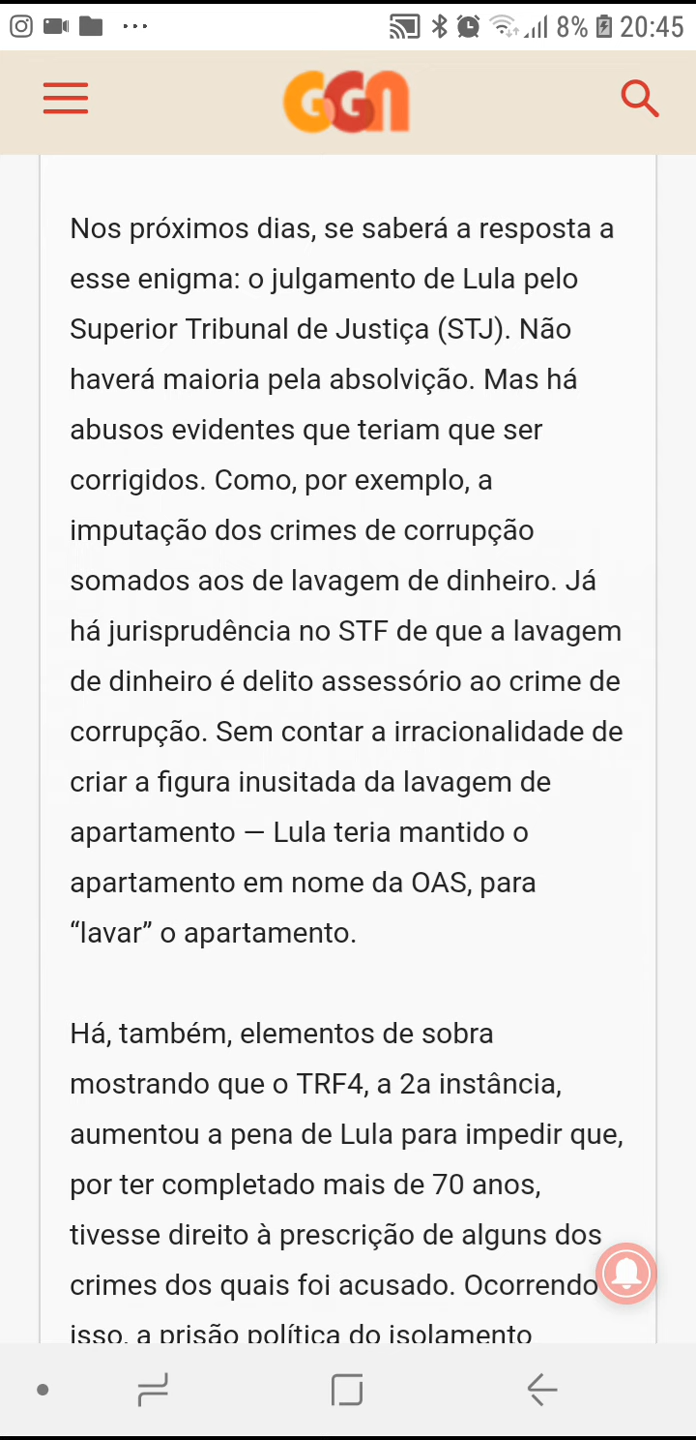 8% 20:45
GGN
Nos próximos dias, se saberá a resposta a
esse enigma: o julgamento de Lula pelo
Superior Tribunal de Justiça (STJ). Não
haverá maioria pela absolvição. Mas há
abusos evidentes que teriam que ser
corrigidos. Como, por exemplo, a
imputação dos crimes de corrupção
somados aos de lavagem de dinheiro. Já
há jurisprudência no STF de que a lavagem
de dinheiro é delito assessório ao crime de
corrupção. Sem contar a irracionalidade de
criar a figura inusitada da lavagem de
apartamento — Lula teria mantido o
apartamento em nome da OAS, para
“lavar” o apartamento.
Há, também, elementos de sobra
mostrando que o TRF4, a 2a instância,
aumentou a pena de Lula para impedir que,
por ter completado mais de 70 anos,
tivesse direito à prescrição de alguns dos
crimes dos quais foi acusado. Ocorrendo
isso, a prisão política do isolamento